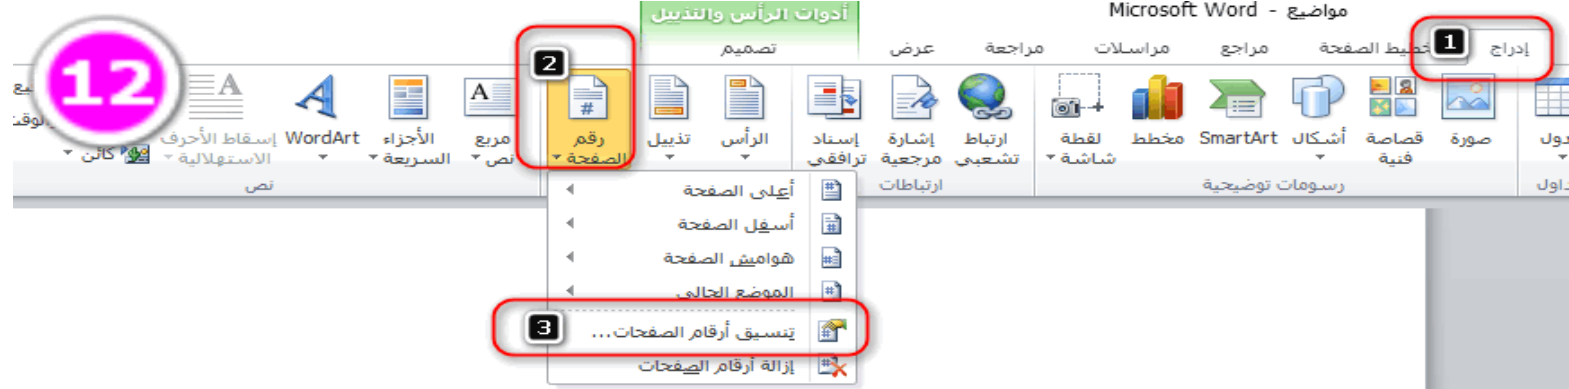 مواضيع - Microsoft Word
أدوات الرأس والتذييل
إدراج
تخطيط الصفحة
مراجع
مراسلات
مراجعة
عرض
تصميم
1
2
12
صورة
قصاصة فنية
أشكال
SmartArt
مخطط
لقطة شاشة
ارتباط تشعبي
إشارة مرجعية
إسناد ترافقي
الرأس
تذييل
رقم الصفحة
مربع نص
الأجزاء السريعة
WordArt
إسقاط الأحرف الاستهلالية
كائن
رسومات توضيحية
ارتباطات
نص
أعلى الصفحة
أسفل الصفحة
هوامش الصفحة
الموضع الحالي
3
تنسيق أرقام الصفحات...
إزالة أرقام الصفحات